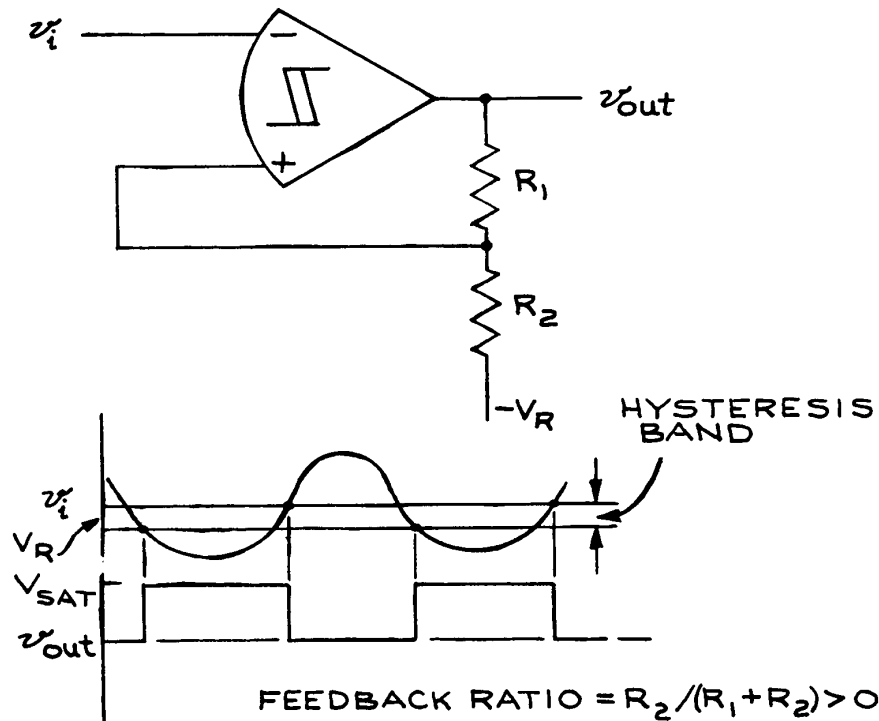 vi
−
+
vout
R1
R2
-VR
HYSTERESIS
BAND
vi
VR
VSAT
vout
FEEDBACK RATIO = R2/(R1+R2)>0